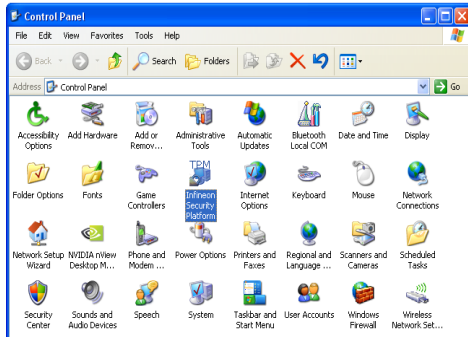 Control Panel
File Edit View Favorites Tools Help
Back Search Folders
Address Control Panel Go
Accessibility Add Hardware Add or Administrative Automatic Bluetooth Date and Time Display
Options Remov... Tools Updates Local COM
TPM
Folder Options Fonts Game Infineon Internet Keyboard Mouse Network
Controllers Security Options Connections
Platform
Network Setup NVIDIA nView Phone and Power Options Printers and Regional and Scanners and Scheduled
Wizard Desktop M... Modem ... Faxes Language ... Cameras Tasks
Security Sounds and Speech System Taskbar and User Accounts Windows Wireless
Center Audio Devices Start Menu Firewall Network Set...